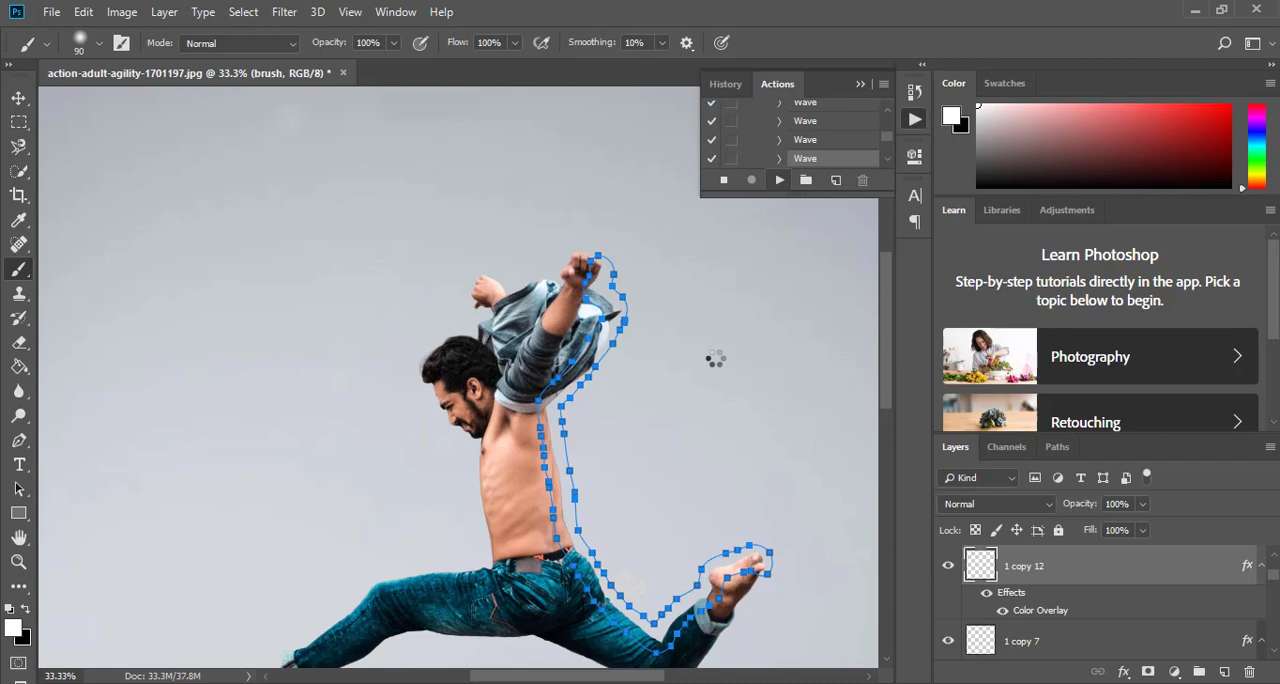 Ps File Edit Image Layer Type Select Filter 3D View Window Help
90 Mode: Normal Opacity: 100% Flow: 100% Smoothing: 10%
action-adult-agility-1701197.jpg @ 33.3% (brush, RGB/8) * ×
History Actions
Wave
Wave
Wave
Wave
Color Swatches
Learn Libraries Adjustments
Learn Photoshop
Step-by-step tutorials directly in the app. Pick a
topic below to begin.
Photography
Retouching
Layers Channels Paths
Kind
Normal Opacity: 100%
Lock: Fill: 100%
1 copy 12 fx
Effects
Color Overlay
1 copy 7 fx
33.33% Doc: 33.3M/37.8M
fx